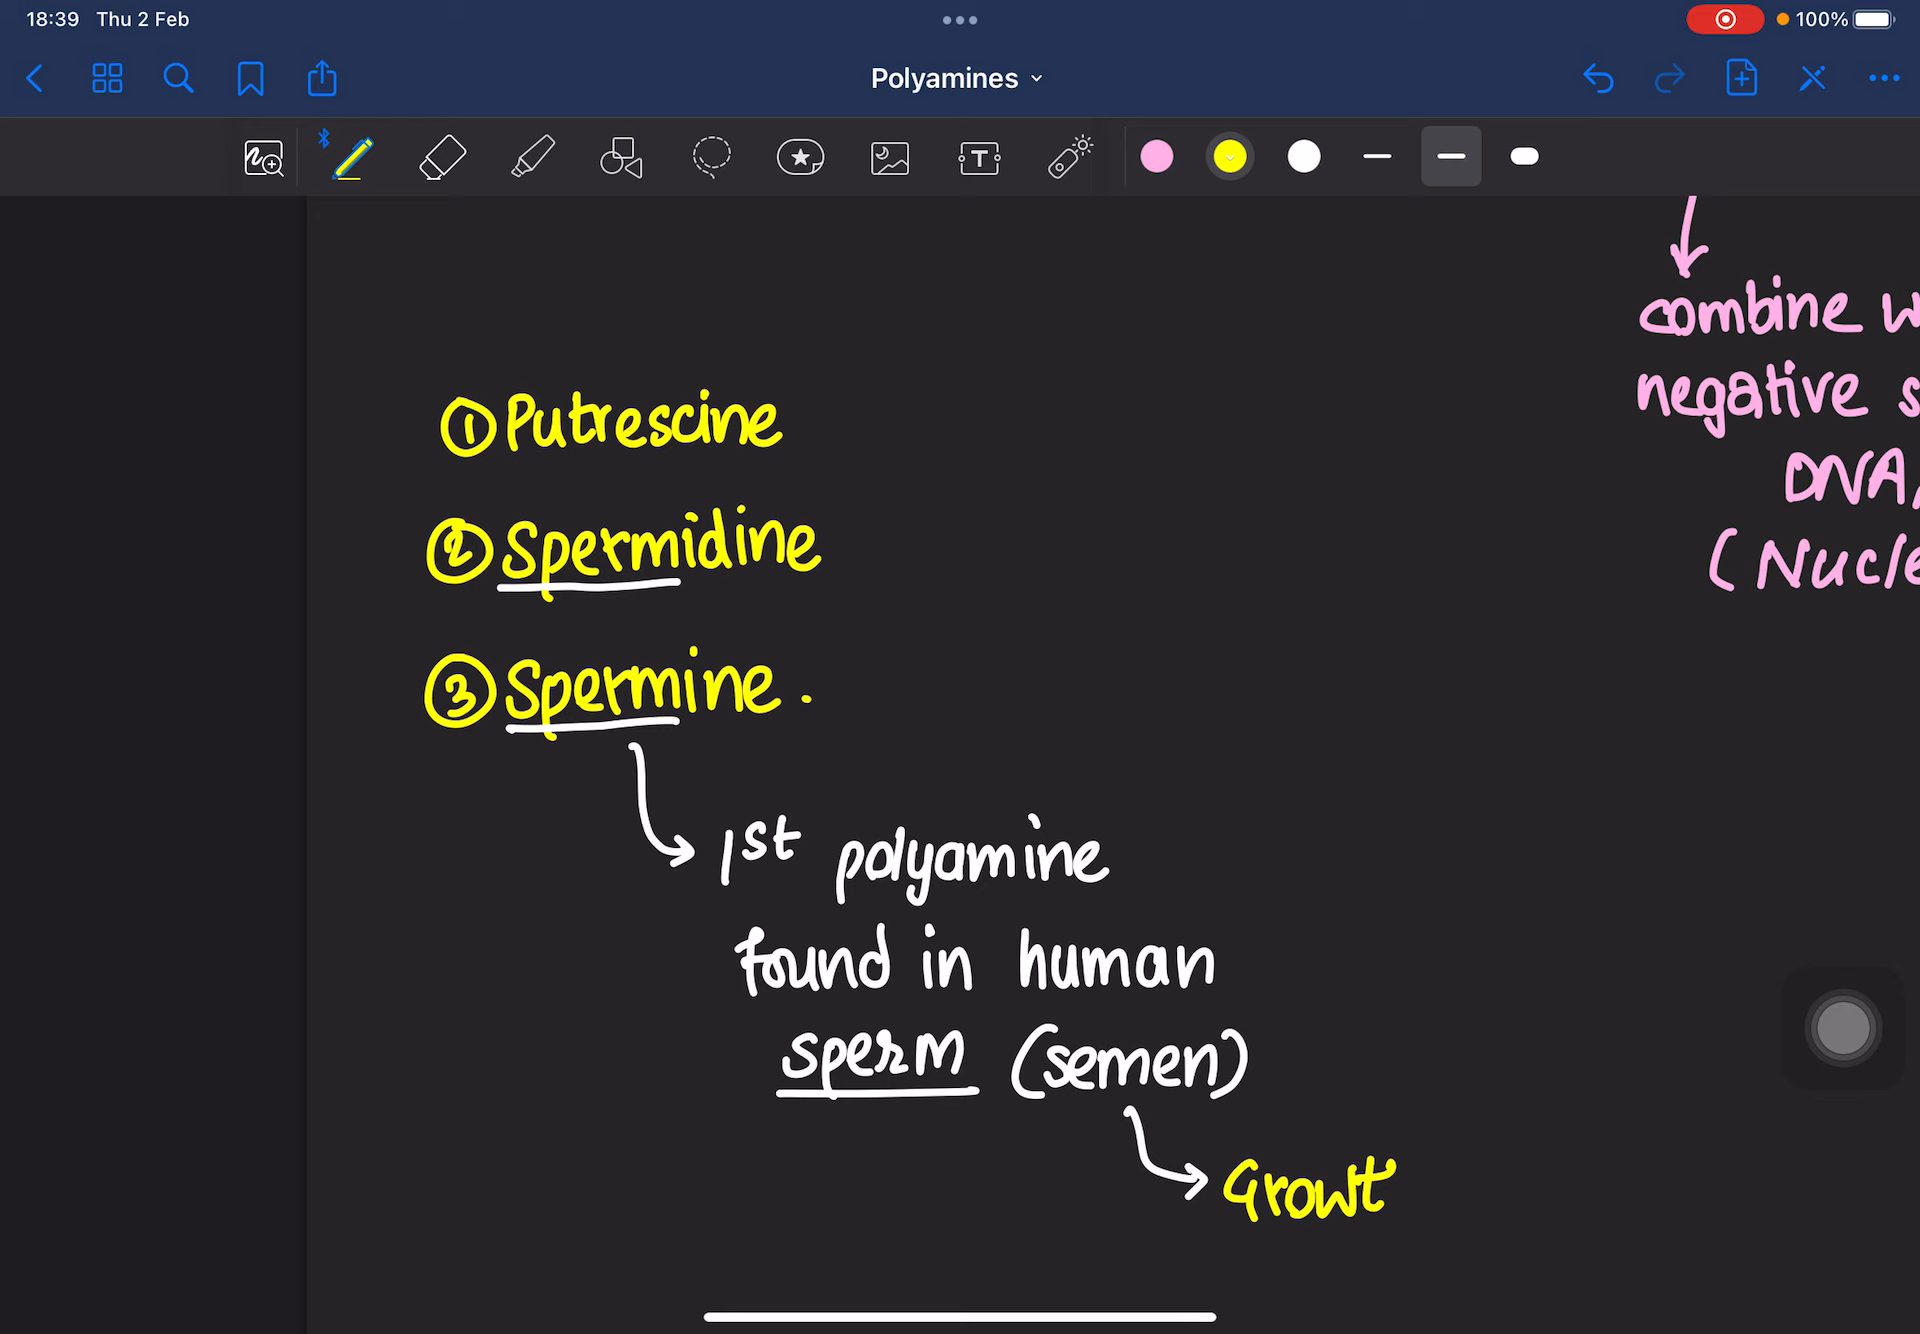 18:39 Thu 2 Feb
100%
Polyamines
T
combine w
negative s
DNA,
(Nucle
① Putrescine
② Spermidine
③ Spermine.
1st polyamine
found in human
sperm (semen)
Growt